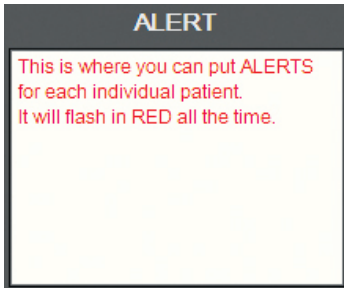 ALERT
This is where you can put ALERTS
for each individual patient.
It will flash in RED all the time.